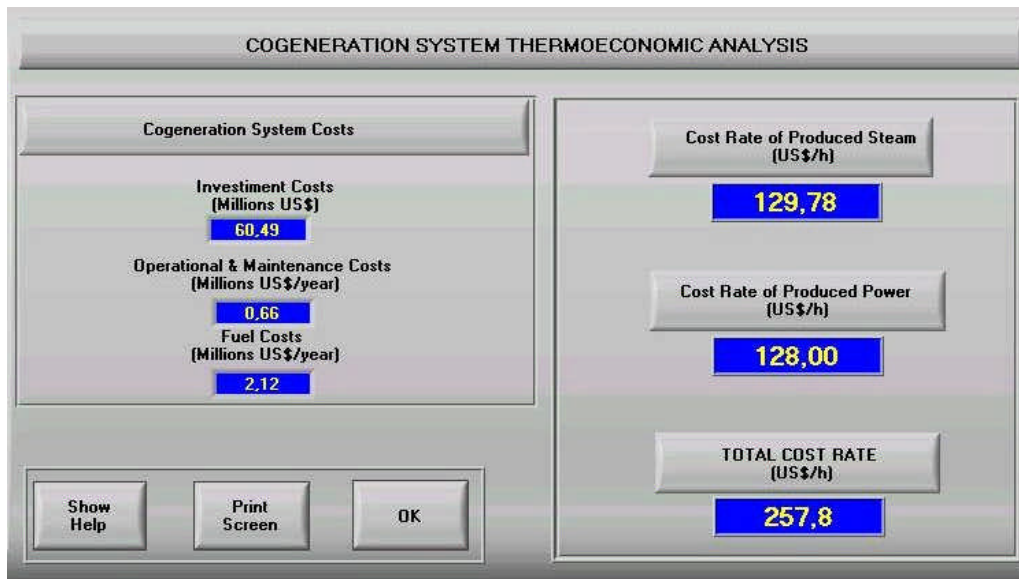 COGENERATION SYSTEM THERMOECONOMIC ANALYSIS
Cogeneration System Costs
Investiment Costs
(Millions US$)
60,49
Operational & Maintenance Costs
(Millions US$/year)
0,66
Fuel Costs
(Millions US$/year)
2,12
Cost Rate of Produced Steam
(US$/h)
129,78
Cost Rate of Produced Power
(US$/h)
128,00
TOTAL COST RATE
(US$/h)
257,8
Show
Help
Print
Screen
OK